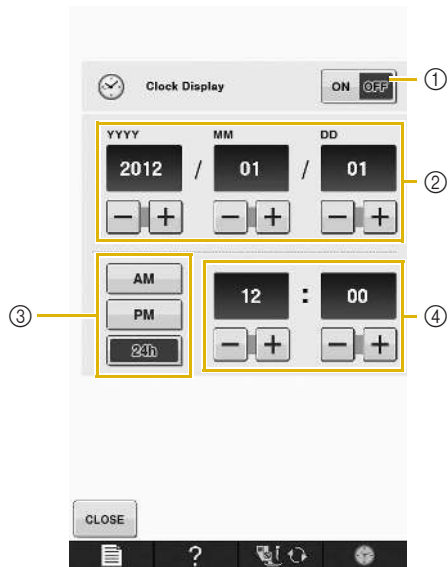 Clock Display ON OFF ①
YYYY MM DD
2012 / 01 / 01 ②
− + − + − +
AM
③ PM 12 : 00 ④
24h − + − +
CLOSE
?